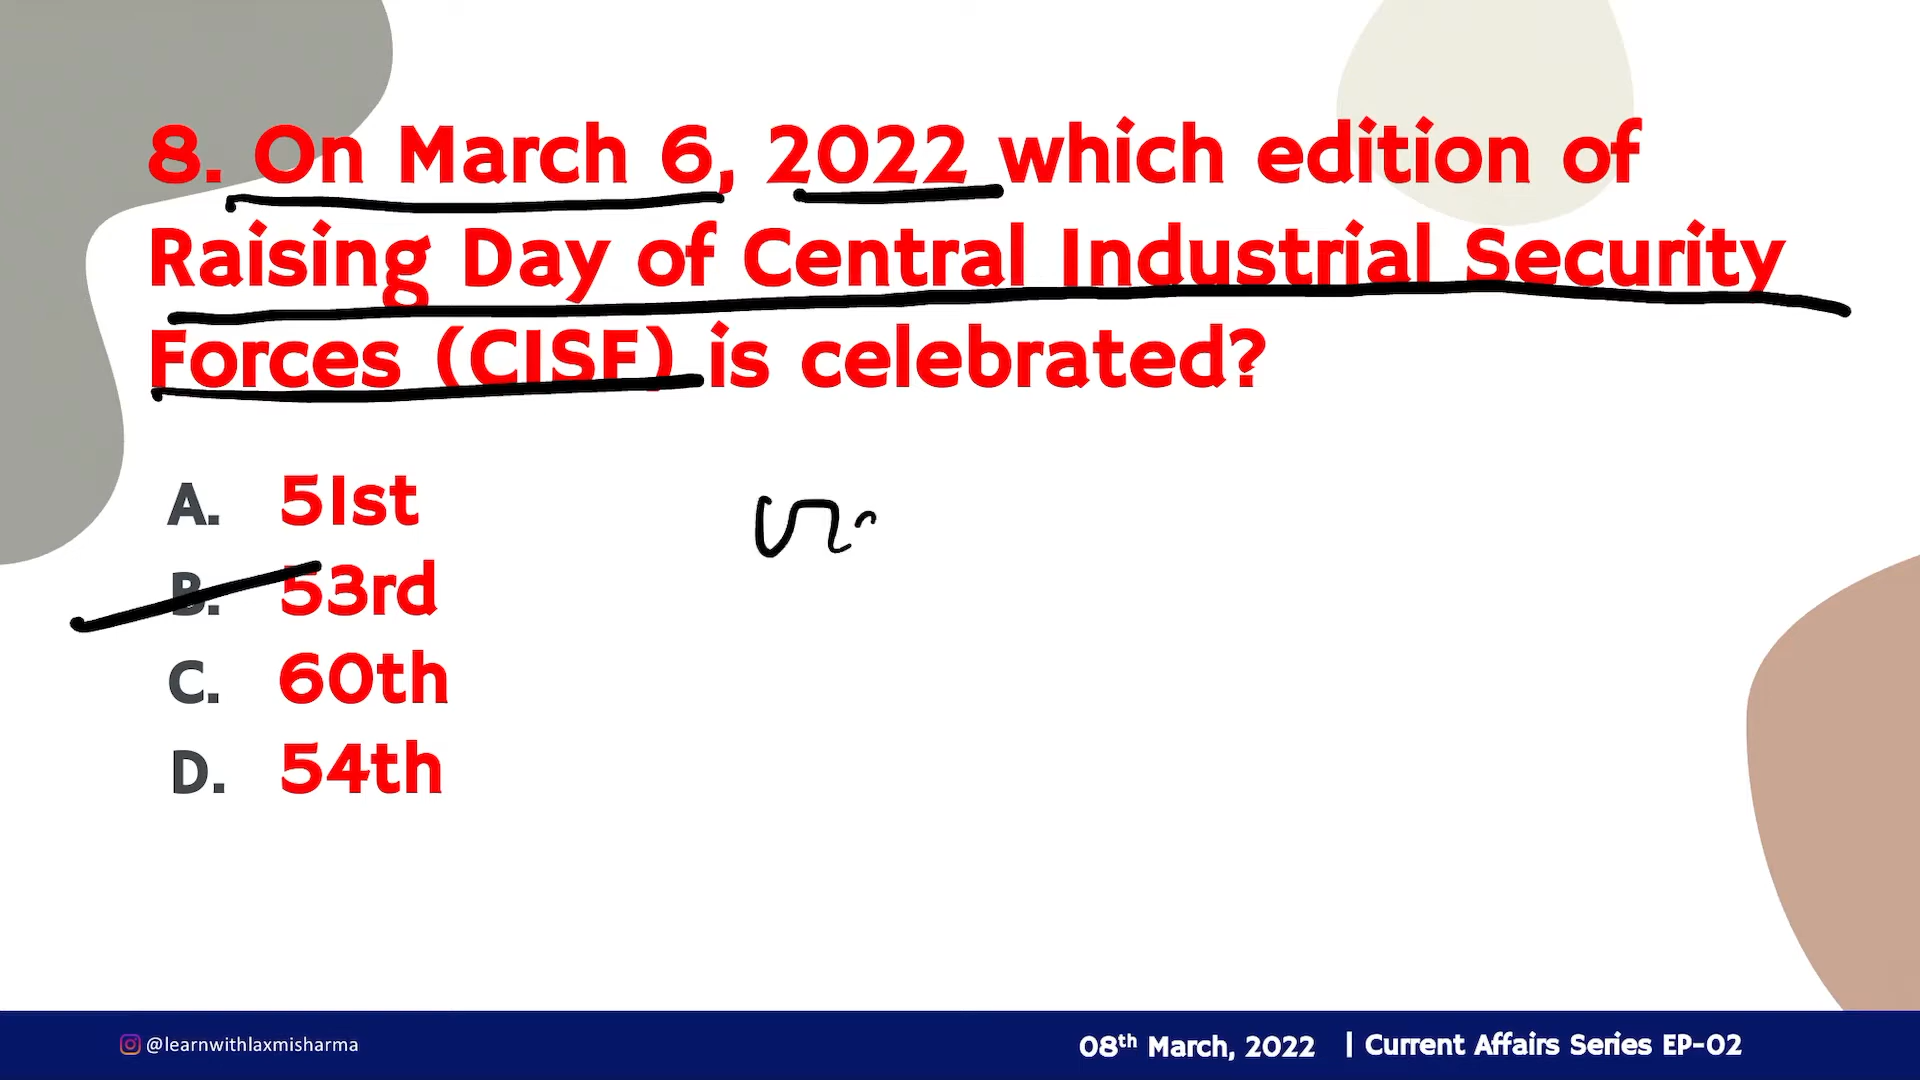 8. On March 6, 2022 which edition of
Raising Day of Central Industrial Security
Forces (CISF) is celebrated?
A. 51st
B. 53rd
C. 60th
D. 54th
@learnwithlaxmisharma
08th March, 2022 | Current Affairs Series EP-02